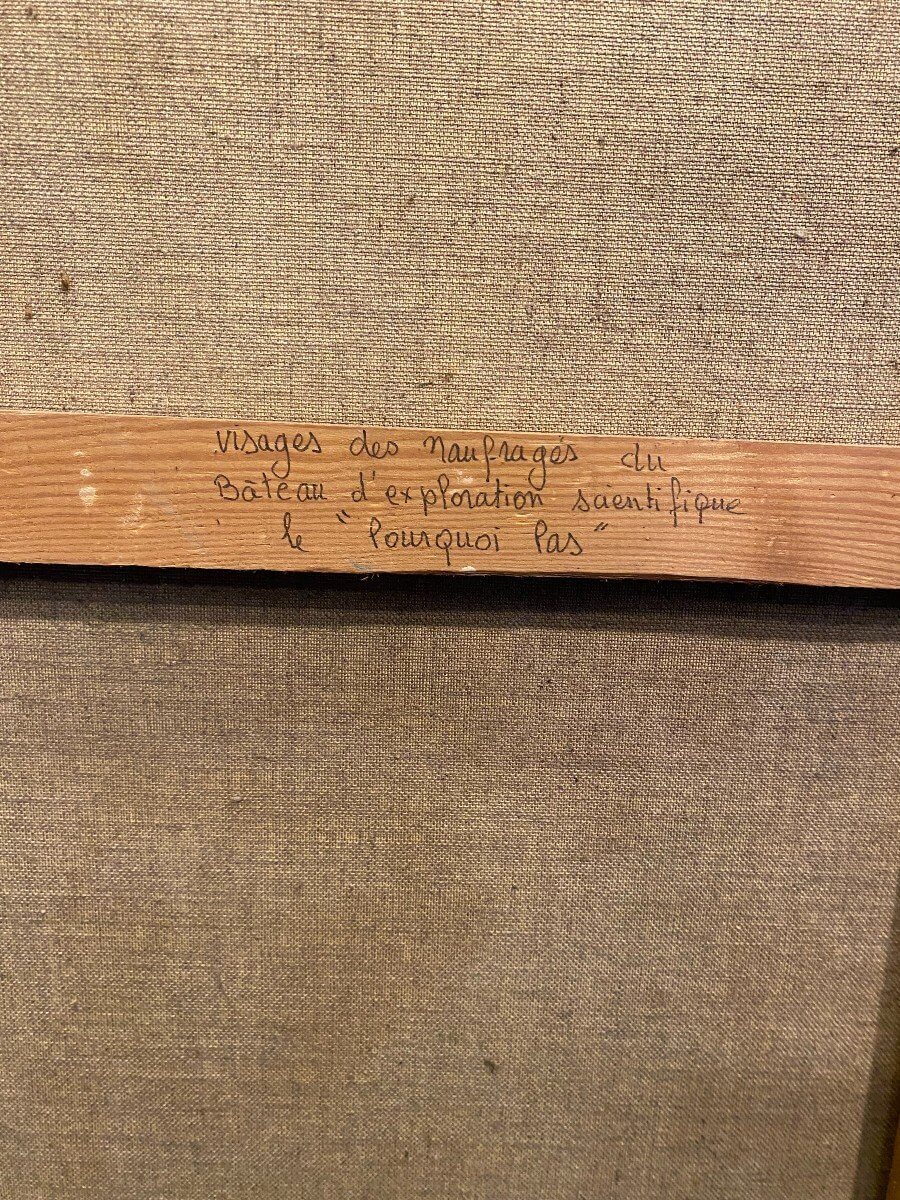 visages des Naufragés du
Bâteau d'exploration scientifique
le "Pourquoi Pas"